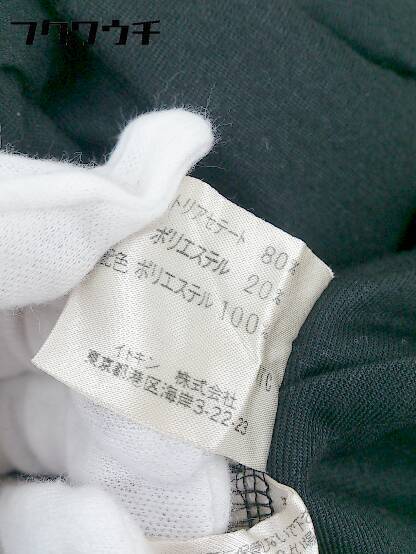 フクウウチ
トリアセテート 80%
ポリエステル 20%
配色 ポリエステル 100%
イトキン 株式会社
東京都港区海岸3-22-23